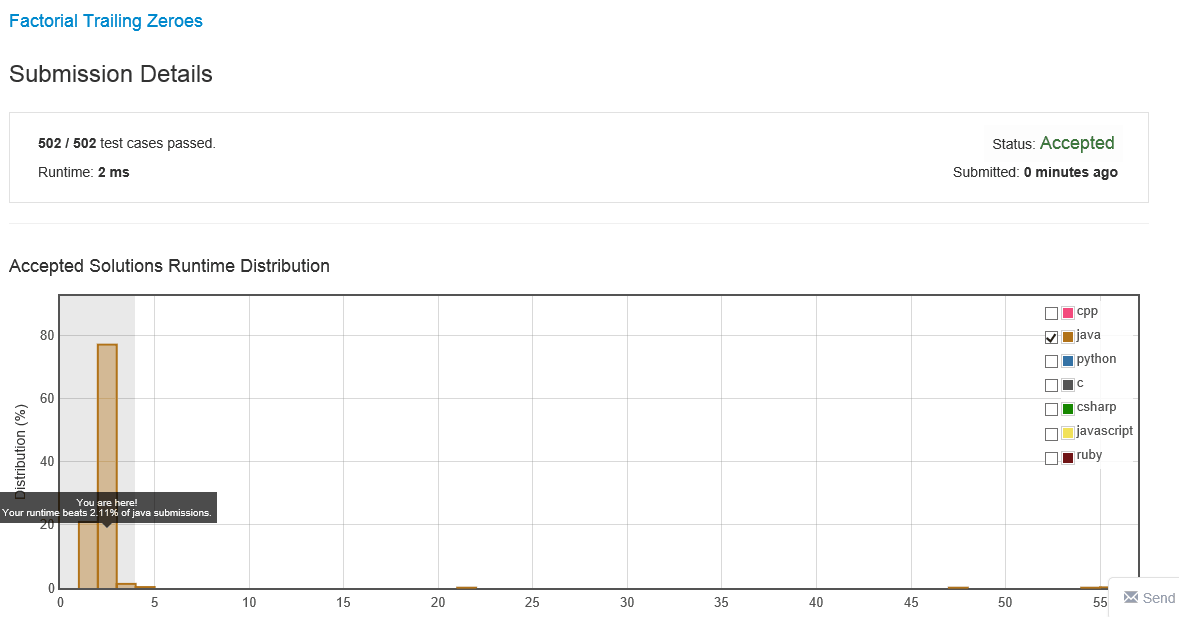 Factorial Trailing Zeroes
Submission Details
502 / 502 test cases passed.
Status: Accepted
Runtime: 2 ms
Submitted: 0 minutes ago
Accepted Solutions Runtime Distribution
cpp
java
python
c
csharp
javascript
ruby
Distribution (%)
80
60
40
20
0
You are here!
Your runtime beats 2.11% of java submissions.
0 5 10 15 20 25 30 35 40 45 50 55
Send